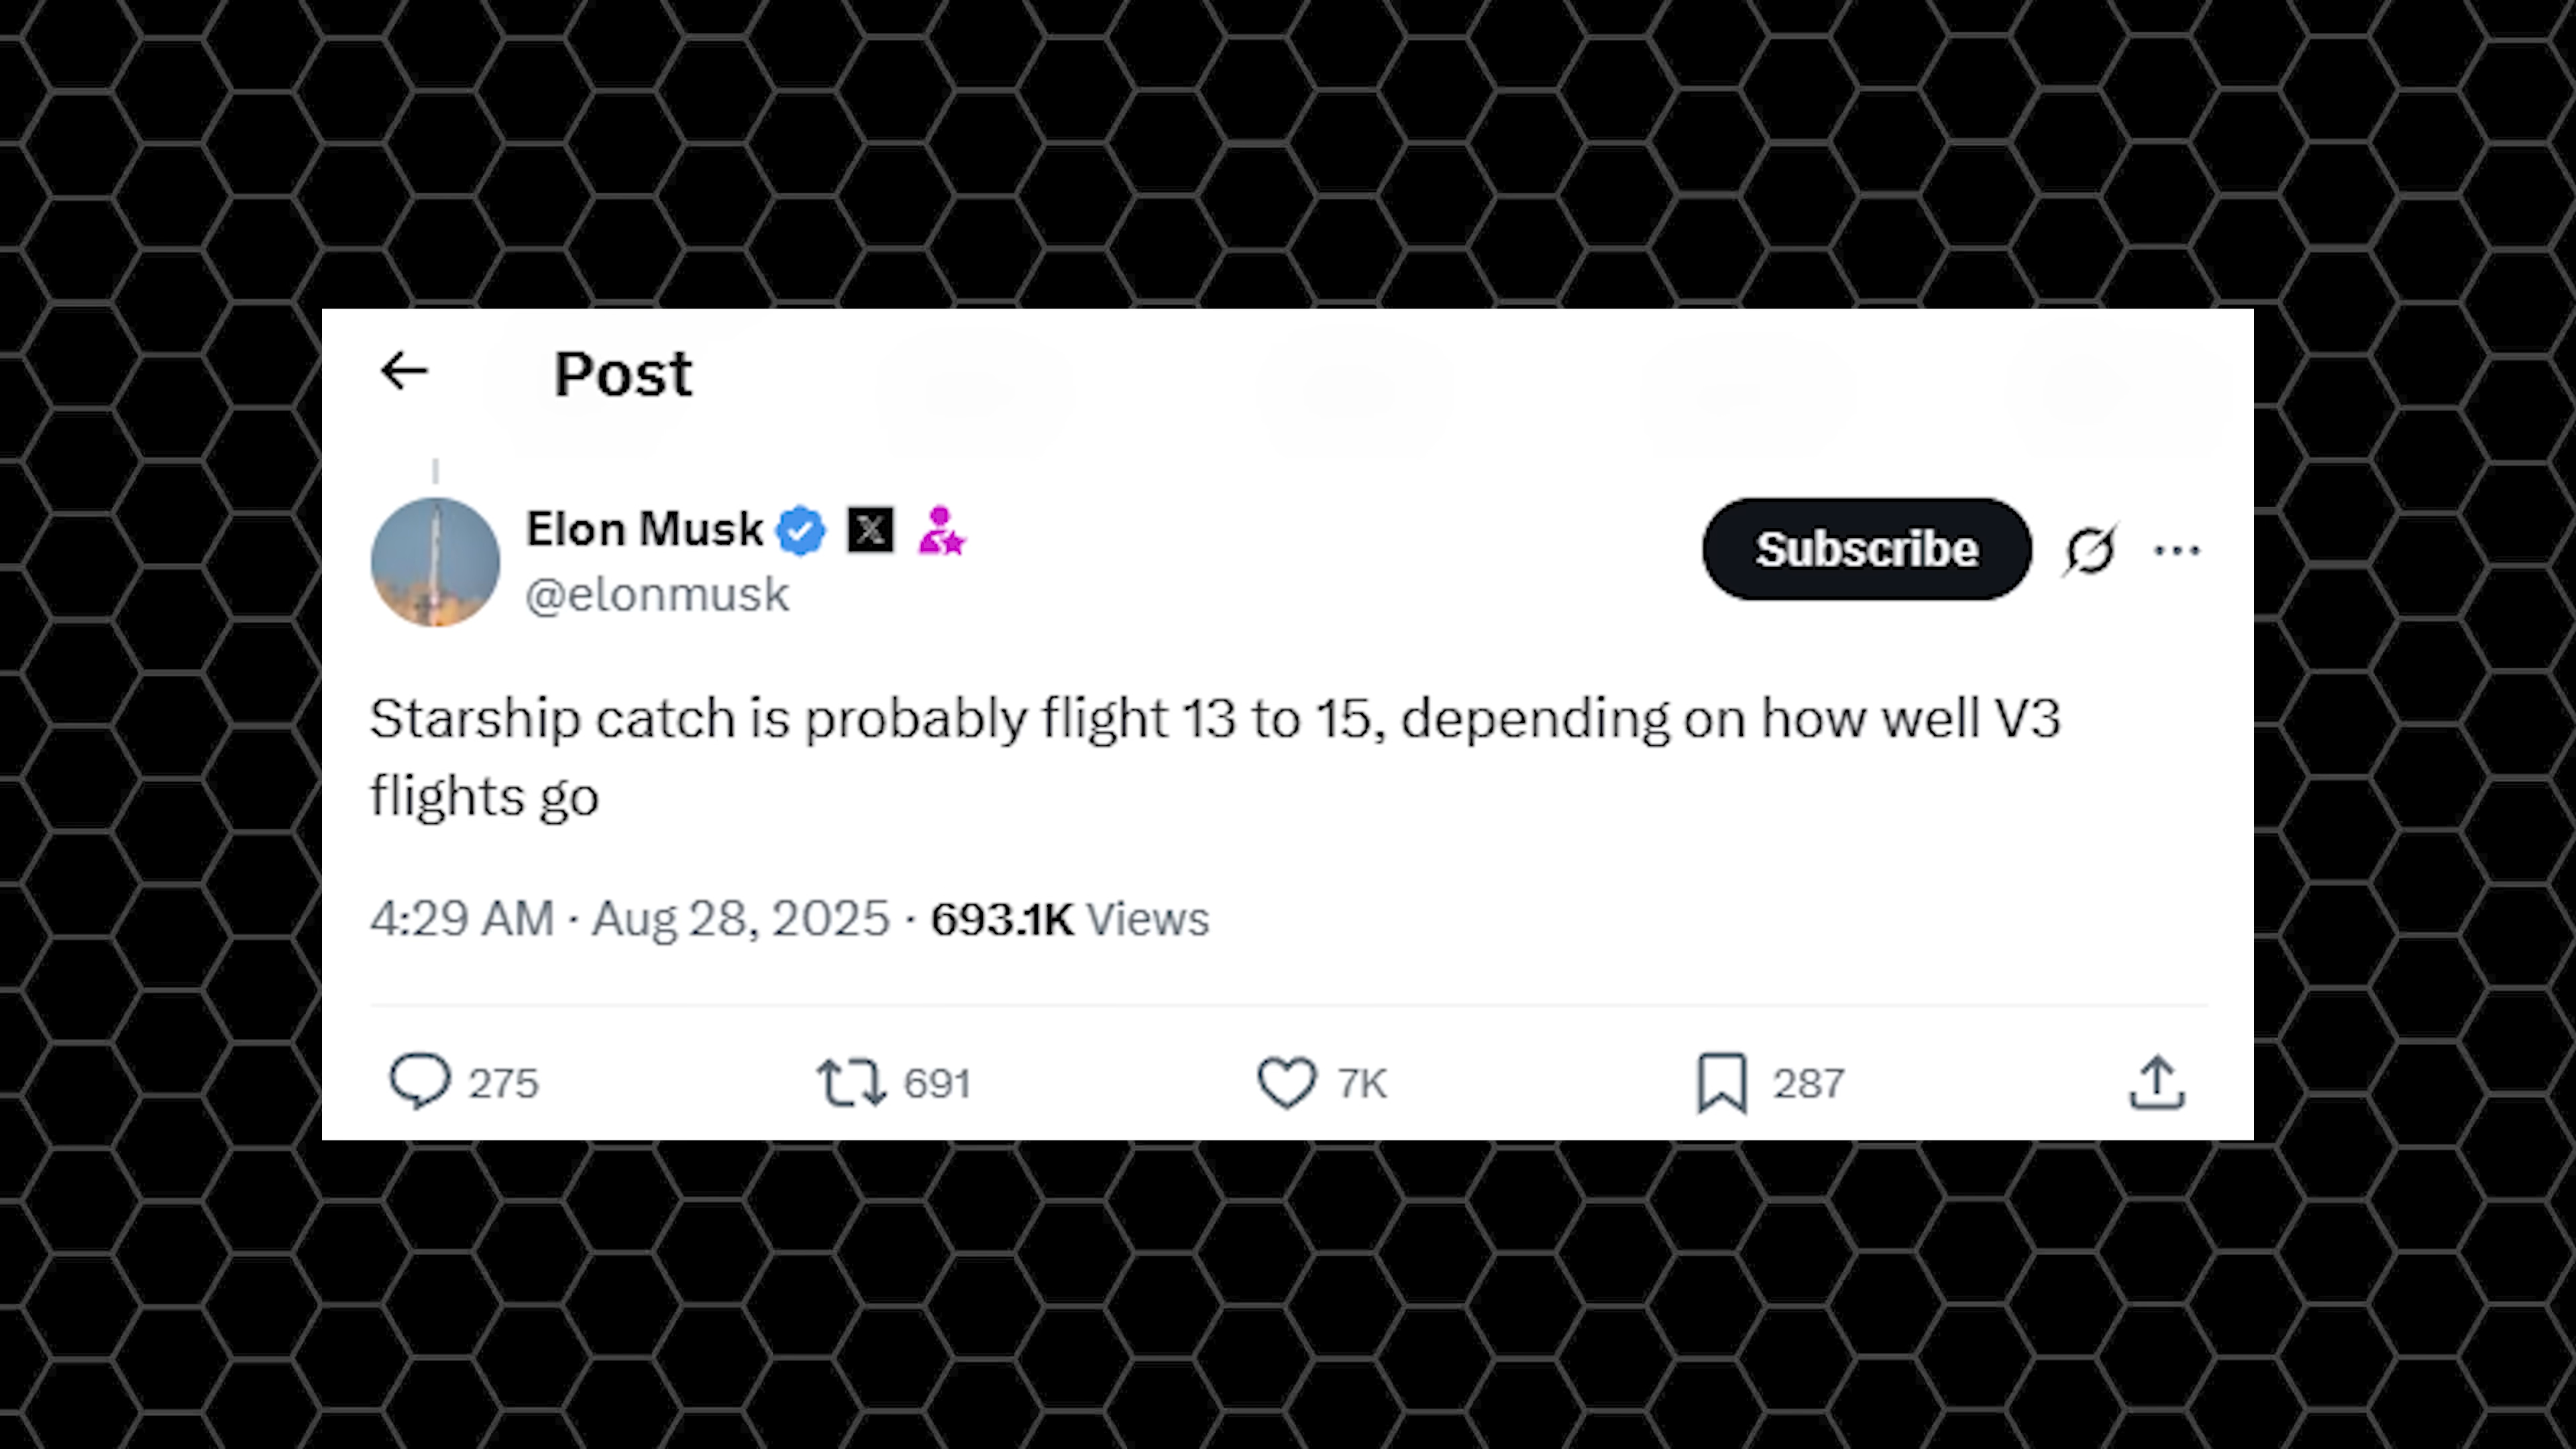 Post
Elon Musk
Subscribe
@elonmusk
Starship catch is probably flight 13 to 15, depending on how well V3
flights go
4:29 AM · Aug 28, 2025 · 693.1K Views
275 691 7K 287